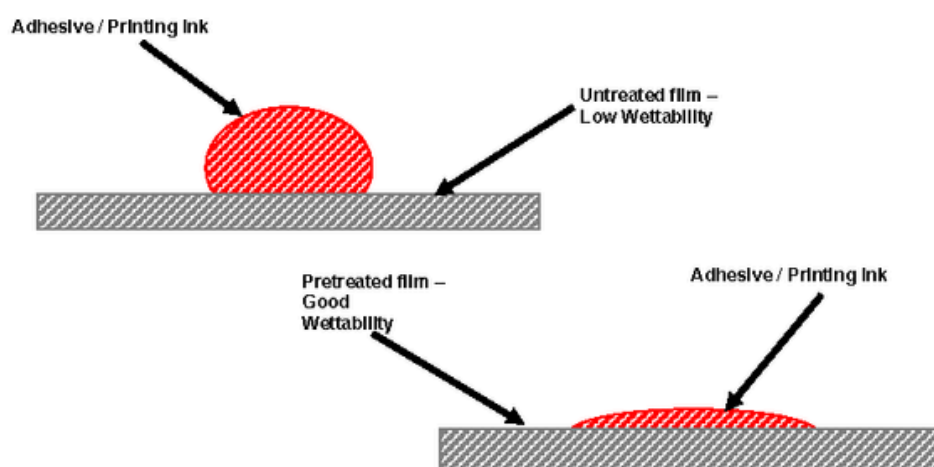 Adhesive / Printing ink
Untreated film –
Low Wettability
Pretreated film –
Good
Wettability
Adhesive / Printing ink